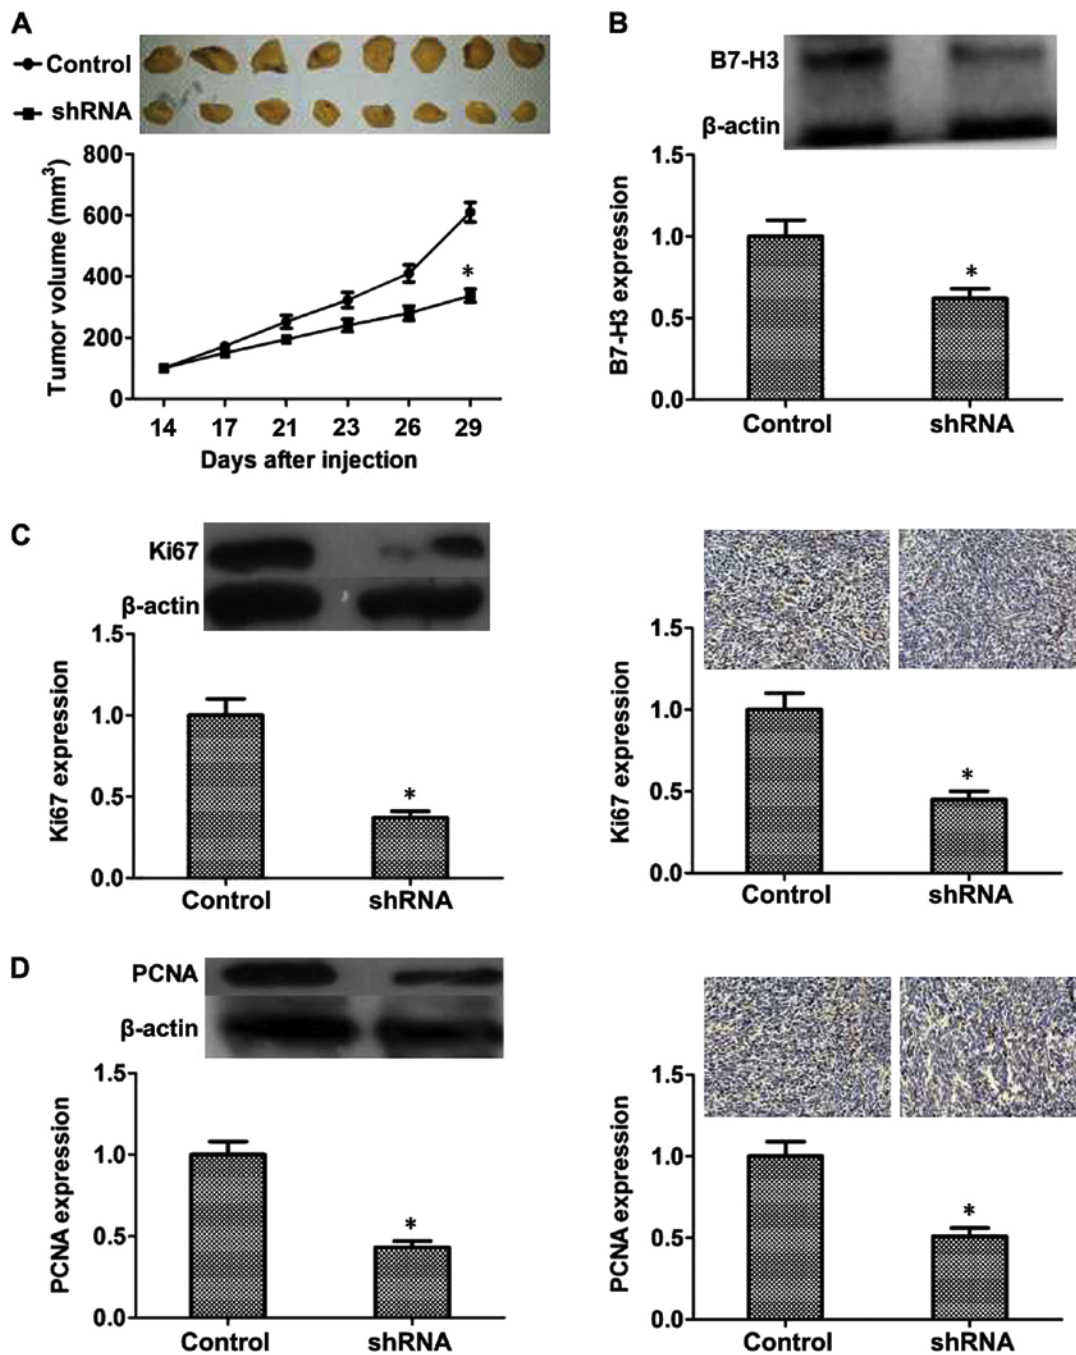 A
Control
shRNA
800
600
400
200
0
Tumor volume (mm³)
*
14 17 21 23 26 29
Days after injection
B
B7-H3
β-actin
1.5
1.0
0.5
0.0
B7-H3 expression
*
Control shRNA
C
Ki67
β-actin
1.5
1.0
0.5
0.0
Ki67 expression
*
Control shRNA
1.5
1.0
0.5
0.0
Ki67 expression
*
Control shRNA
D
PCNA
β-actin
1.5
1.0
0.5
0.0
PCNA expression
*
Control shRNA
1.5
1.0
0.5
0.0
PCNA expression
*
Control shRNA